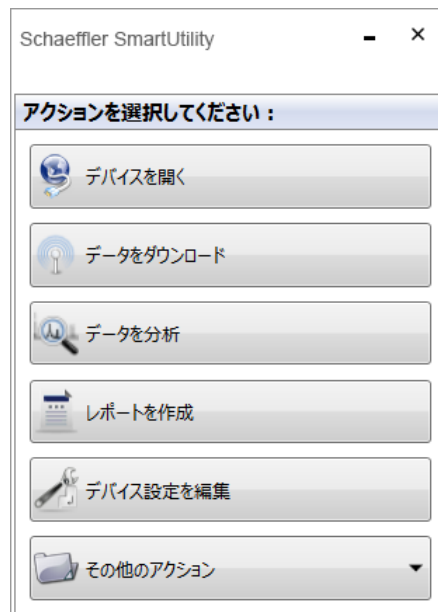 Schaeffler SmartUtility
アクションを選択してください：
デバイスを開く
データをダウンロード
データを分析
レポートを作成
デバイス設定を編集
その他のアクション